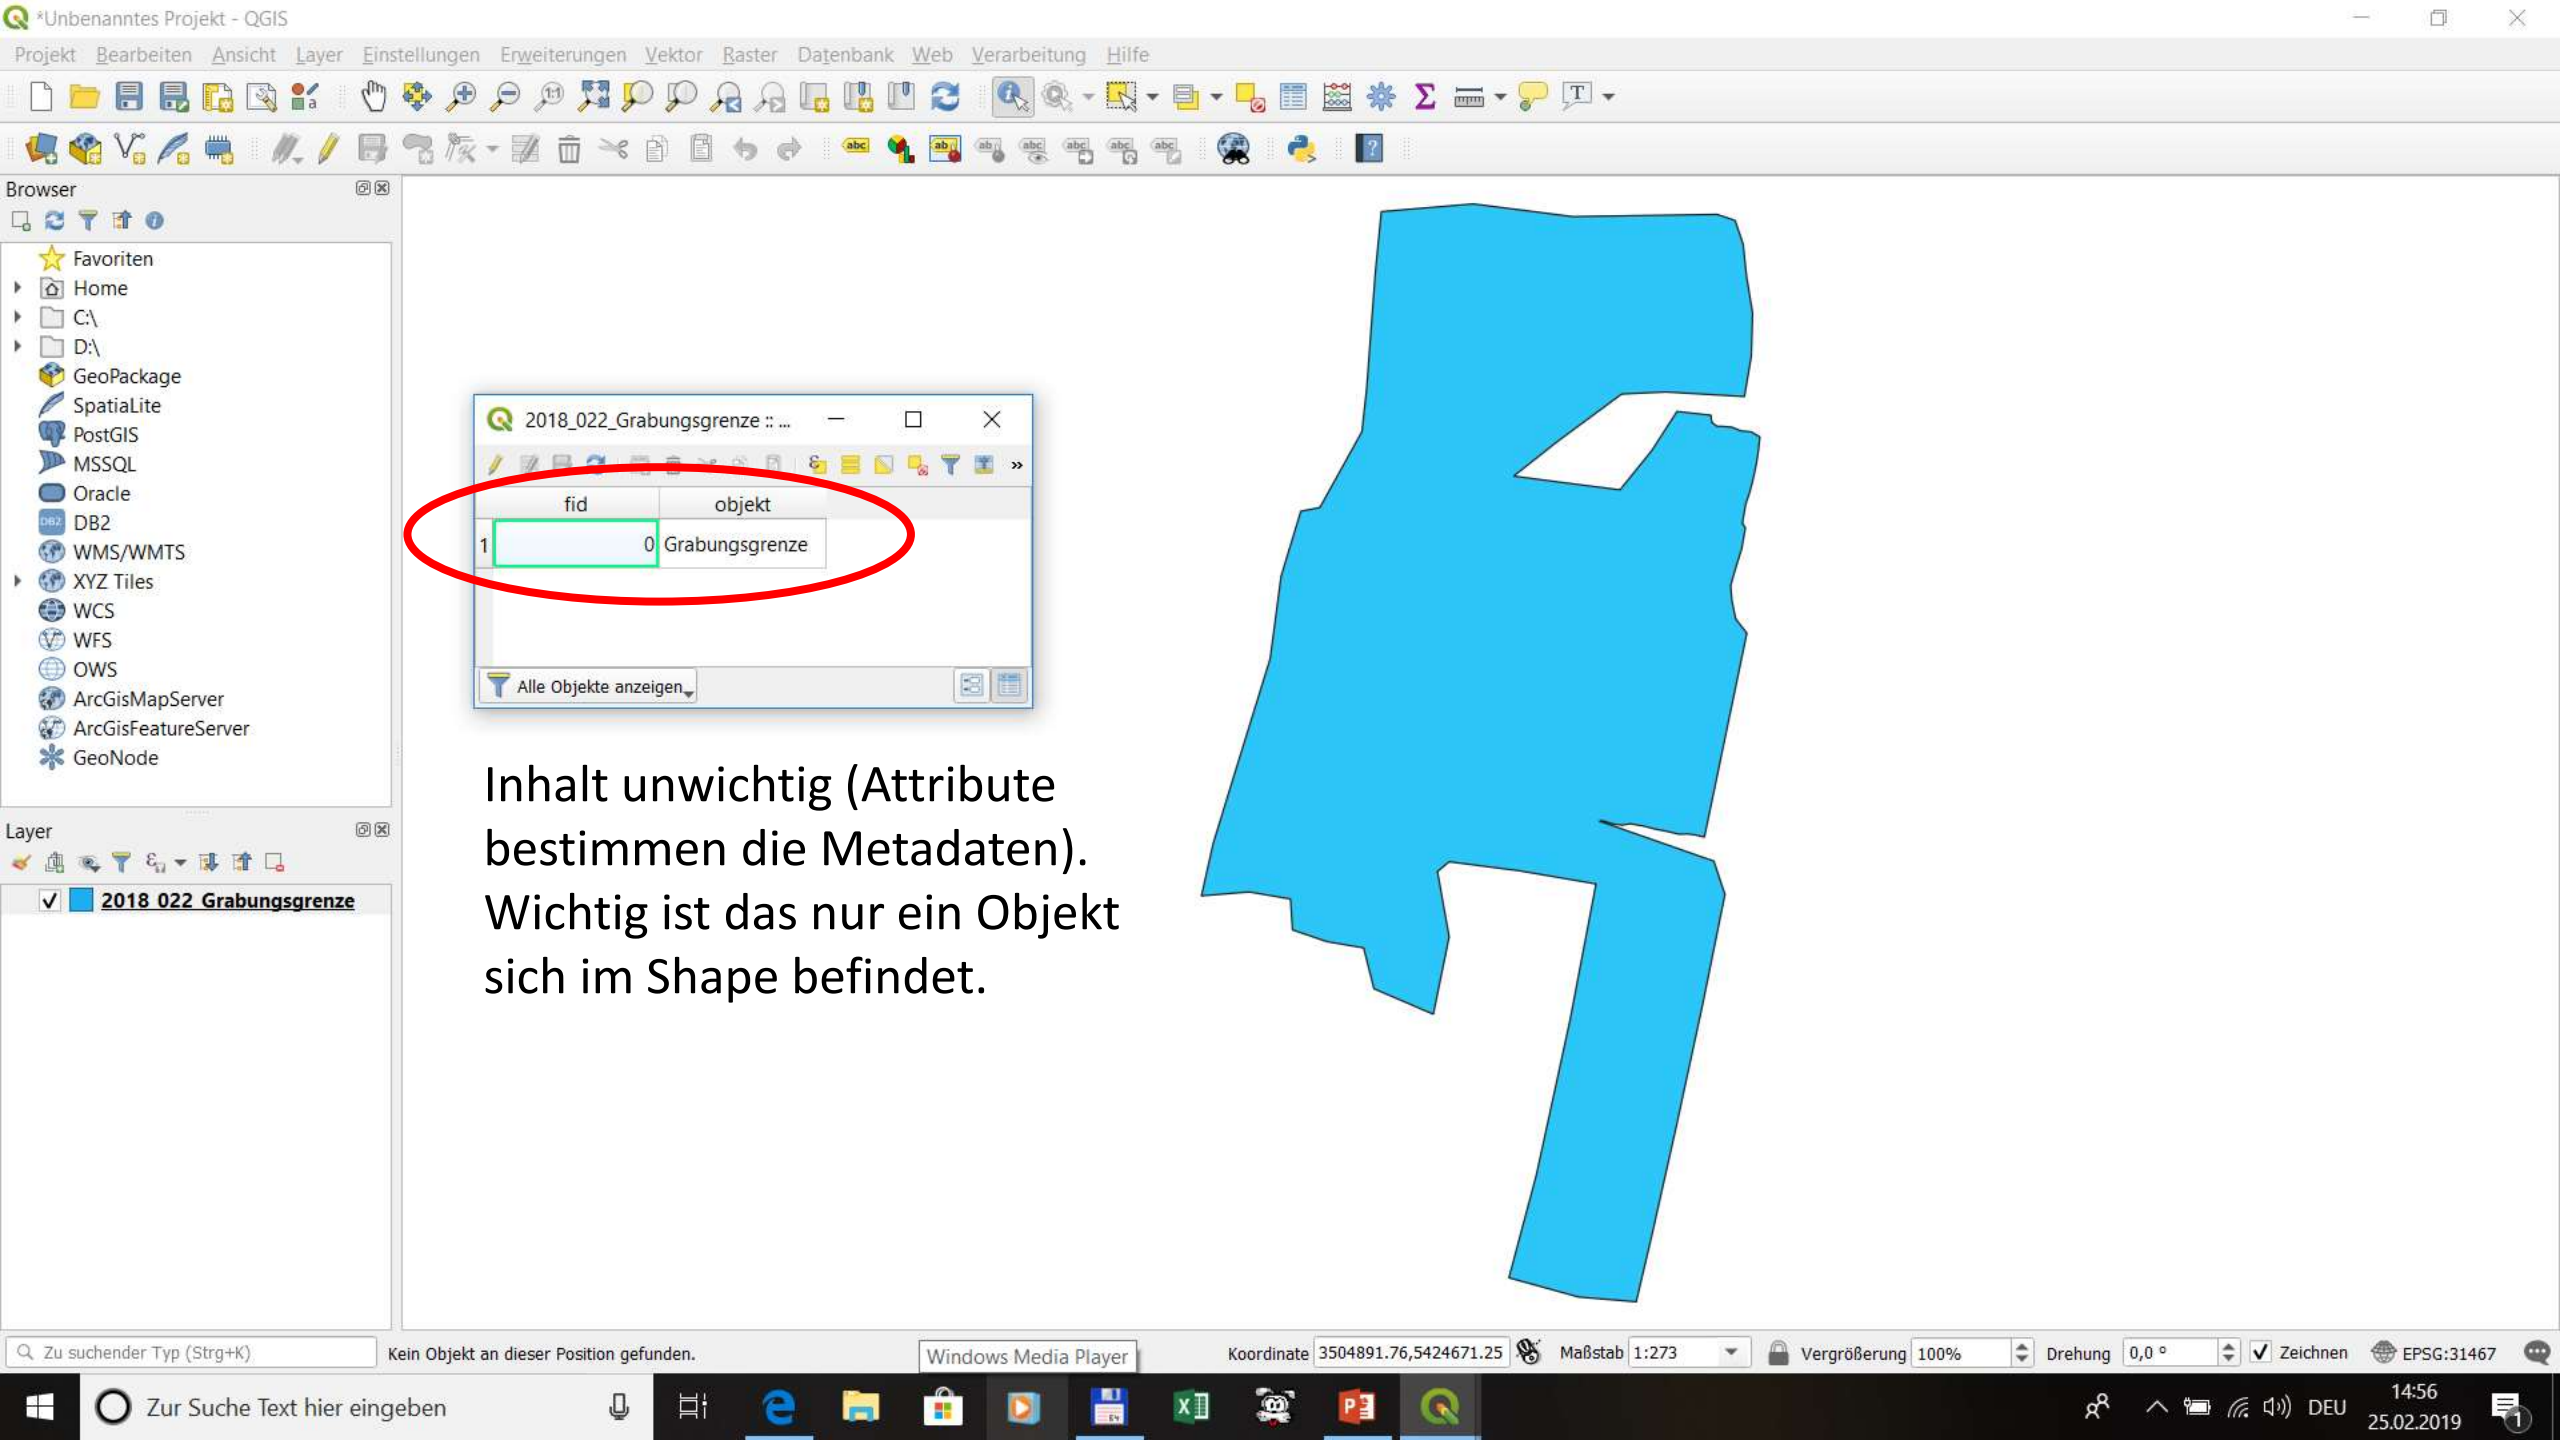 *Unbenanntes Projekt - QGIS
Projekt Bearbeiten Ansicht Layer Einstellungen Erweiterungen Vektor Raster Datenbank Web Verarbeitung Hilfe
Browser
Favoriten
Home
C:\
D:\
GeoPackage
SpatiaLite
PostGIS
MSSQL
Oracle
DB2
WMS/WMTS
XYZ Tiles
WCS
WFS
OWS
ArcGisMapServer
ArcGisFeatureServer
GeoNode
Layer
2018_022_Grabungsgrenze
2018_022_Grabungsgrenze :: ...
fid objekt
1 0 Grabungsgrenze
Alle Objekte anzeigen
Inhalt unwichtig (Attribute
bestimmen die Metadaten).
Wichtig ist das nur ein Objekt
sich im Shape befindet.
Zu suchender Typ (Strg+K) Kein Objekt an dieser Position gefunden. Windows Media Player Koordinate 3504891.76,5424671.25 Maßstab 1:273 Vergrößerung 100% Drehung 0,0 ° Zeichnen EPSG:31467
Zur Suche Text hier eingeben DEU 14:56
25.02.2019